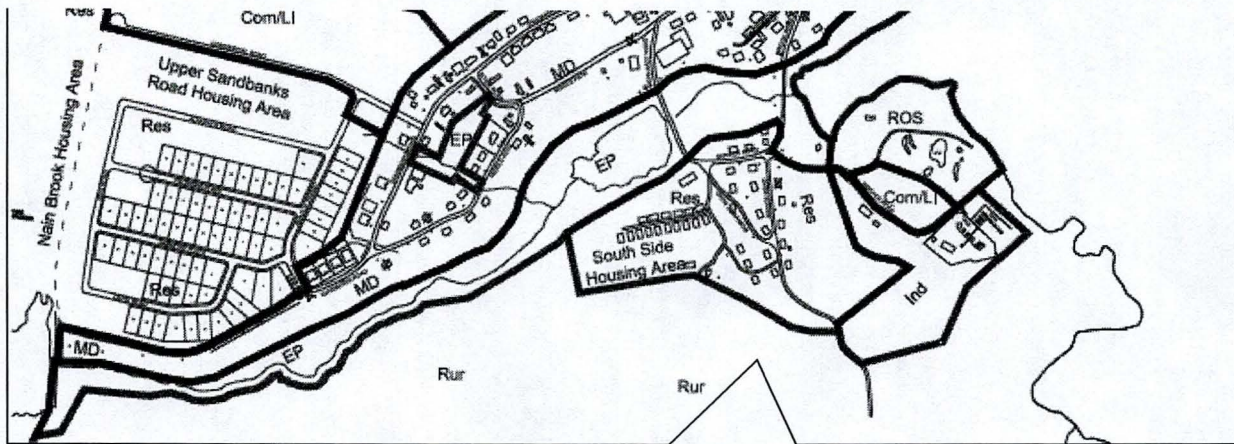 Res
Com/LI
Upper Sandbanks
Road Housing Area
Res
Nain Brook Housing Area
MD
EP
ROS
EP
Res
Res
Com/LI
South Side
Housing Area
Res
MD
Ind
MD
EP
Rur
Rur